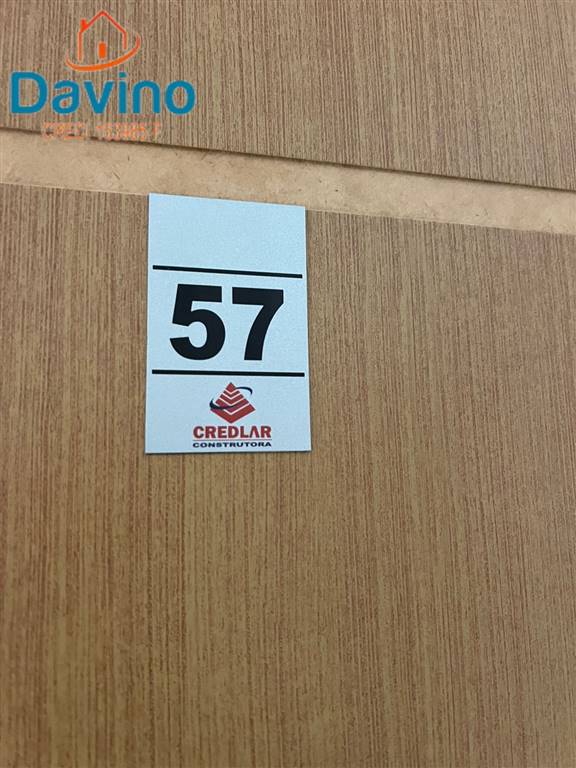 Davino
57
CREDLAR
CONSTRUTORA